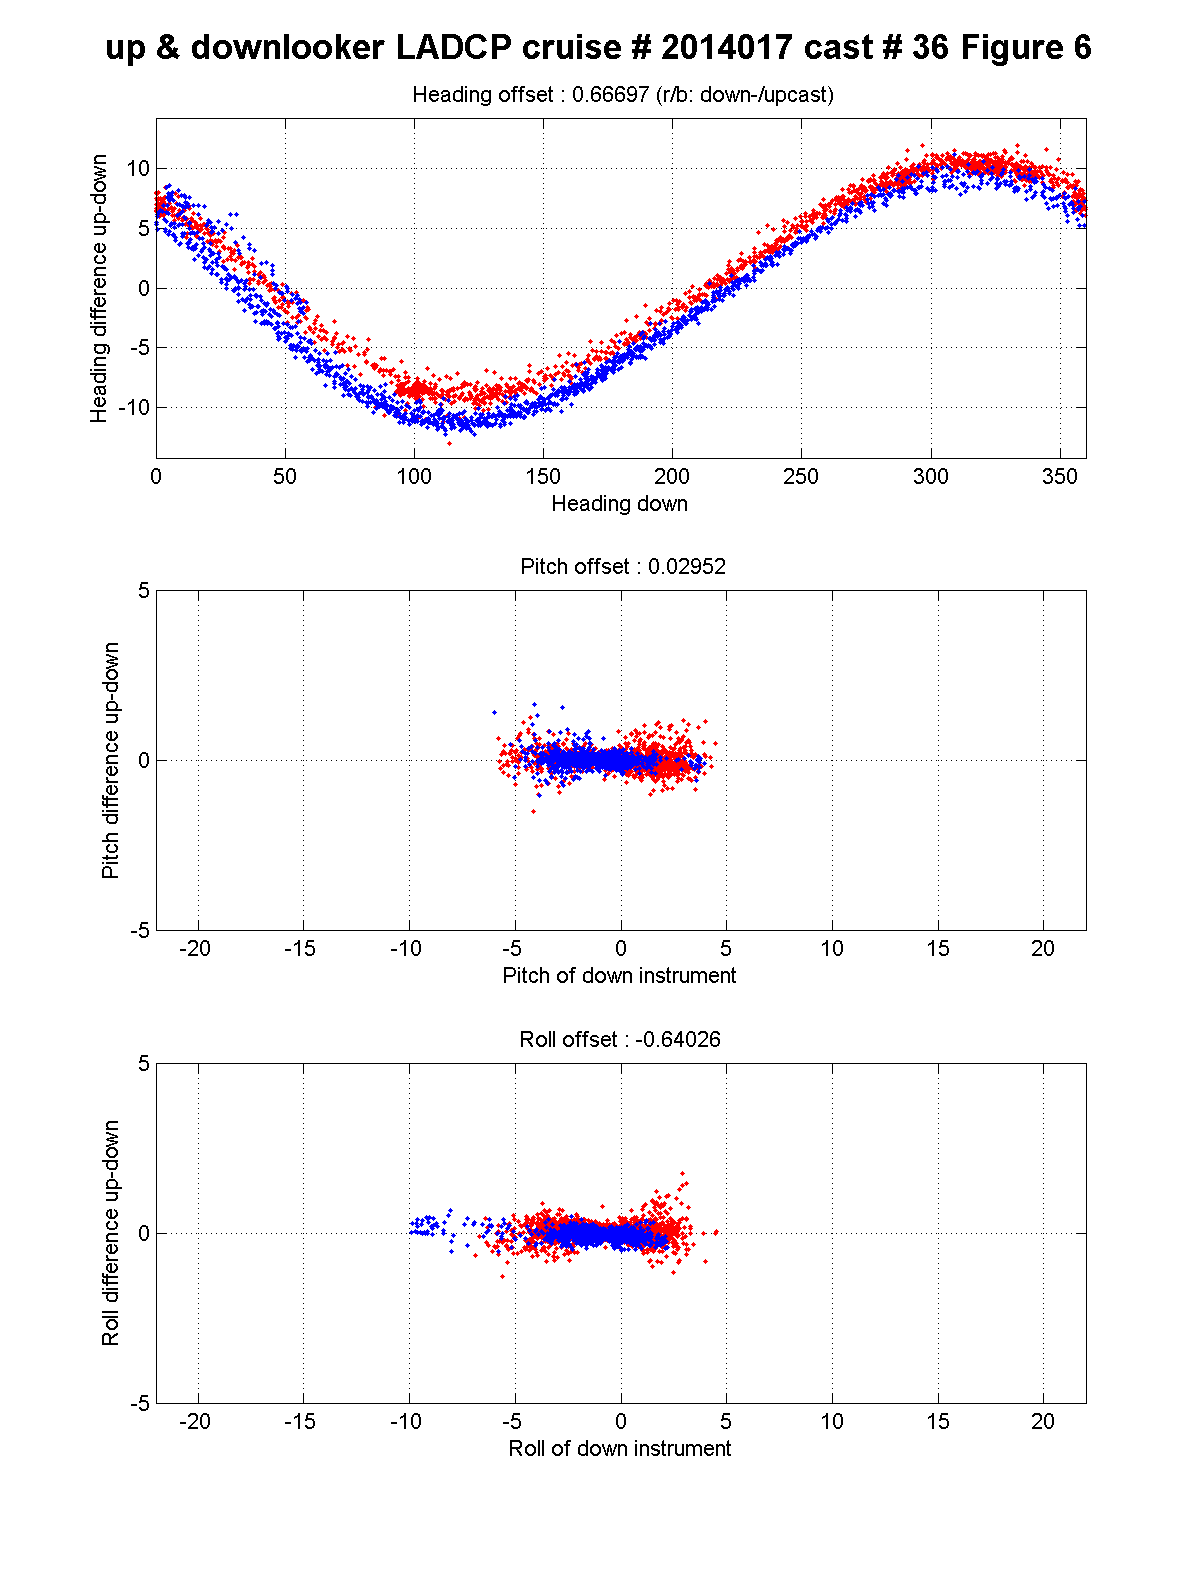 up & downlooker LADCP cruise # 2014017 cast # 36 Figure 6
Heading offset : 0.66697 (r/b: down-/upcast)
Heading difference up-down
10
5
0
-5
-10
0 50 100 150 200 250 300 350
Heading down
Pitch offset : 0.02952
Pitch difference up-down
5
0
-5
-20 -15 -10 -5 0 5 10 15 20
Pitch of down instrument
Roll offset : -0.64026
Roll difference up-down
5
0
-5
-20 -15 -10 -5 0 5 10 15 20
Roll of down instrument